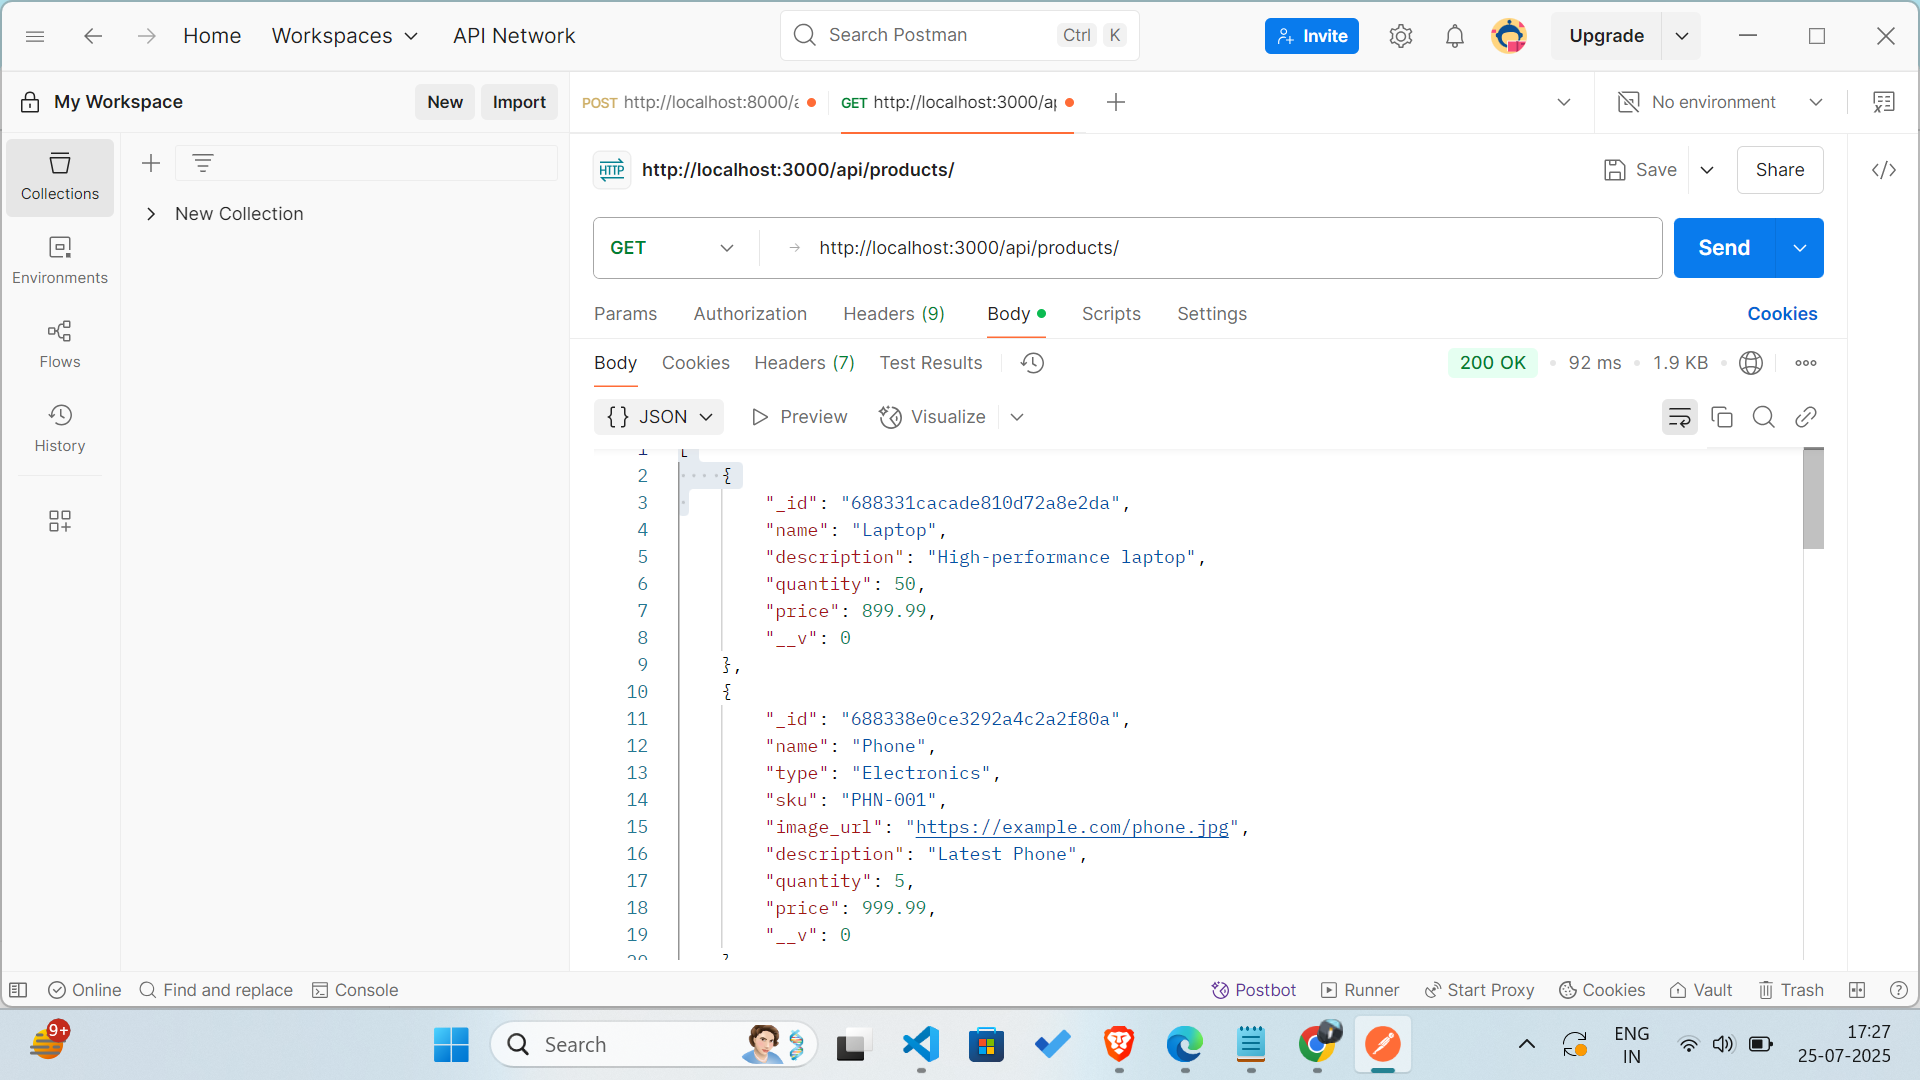 Home
Workspaces
API Network
Search Postman
Ctrl
K
Invite
Upgrade
My Workspace
New
Import
POST http://localhost:8000/a
GET http://localhost:3000/ap
No environment
Collections
New Collection
Environments
Flows
History
HTTP
http://localhost:3000/api/products/
Save
Share
GET
http://localhost:3000/api/products/
Send
Params
Authorization
Headers (9)
Body
Scripts
Settings
Cookies
Body
Cookies
Headers (7)
Test Results
200 OK
92 ms
1.9 KB
{} JSON
Preview
Visualize
1 [
2 {
3 "_id": "688331cacade810d72a8e2da",
4 "name": "Laptop",
5 "description": "High-performance laptop",
6 "quantity": 50,
7 "price": 899.99,
8 "__v": 0
9 },
10 {
11 "_id": "688338e0ce3292a4c2a2f80a",
12 "name": "Phone",
13 "type": "Electronics",
14 "sku": "PHN-001",
15 "image_url": "https://example.com/phone.jpg",
16 "description": "Latest Phone",
17 "quantity": 5,
18 "price": 999.99,
19 "__v": 0
Online
Find and replace
Console
Postbot
Runner
Start Proxy
Cookies
Vault
Trash
9+
Search
ENG
IN
17:27
25-07-2025